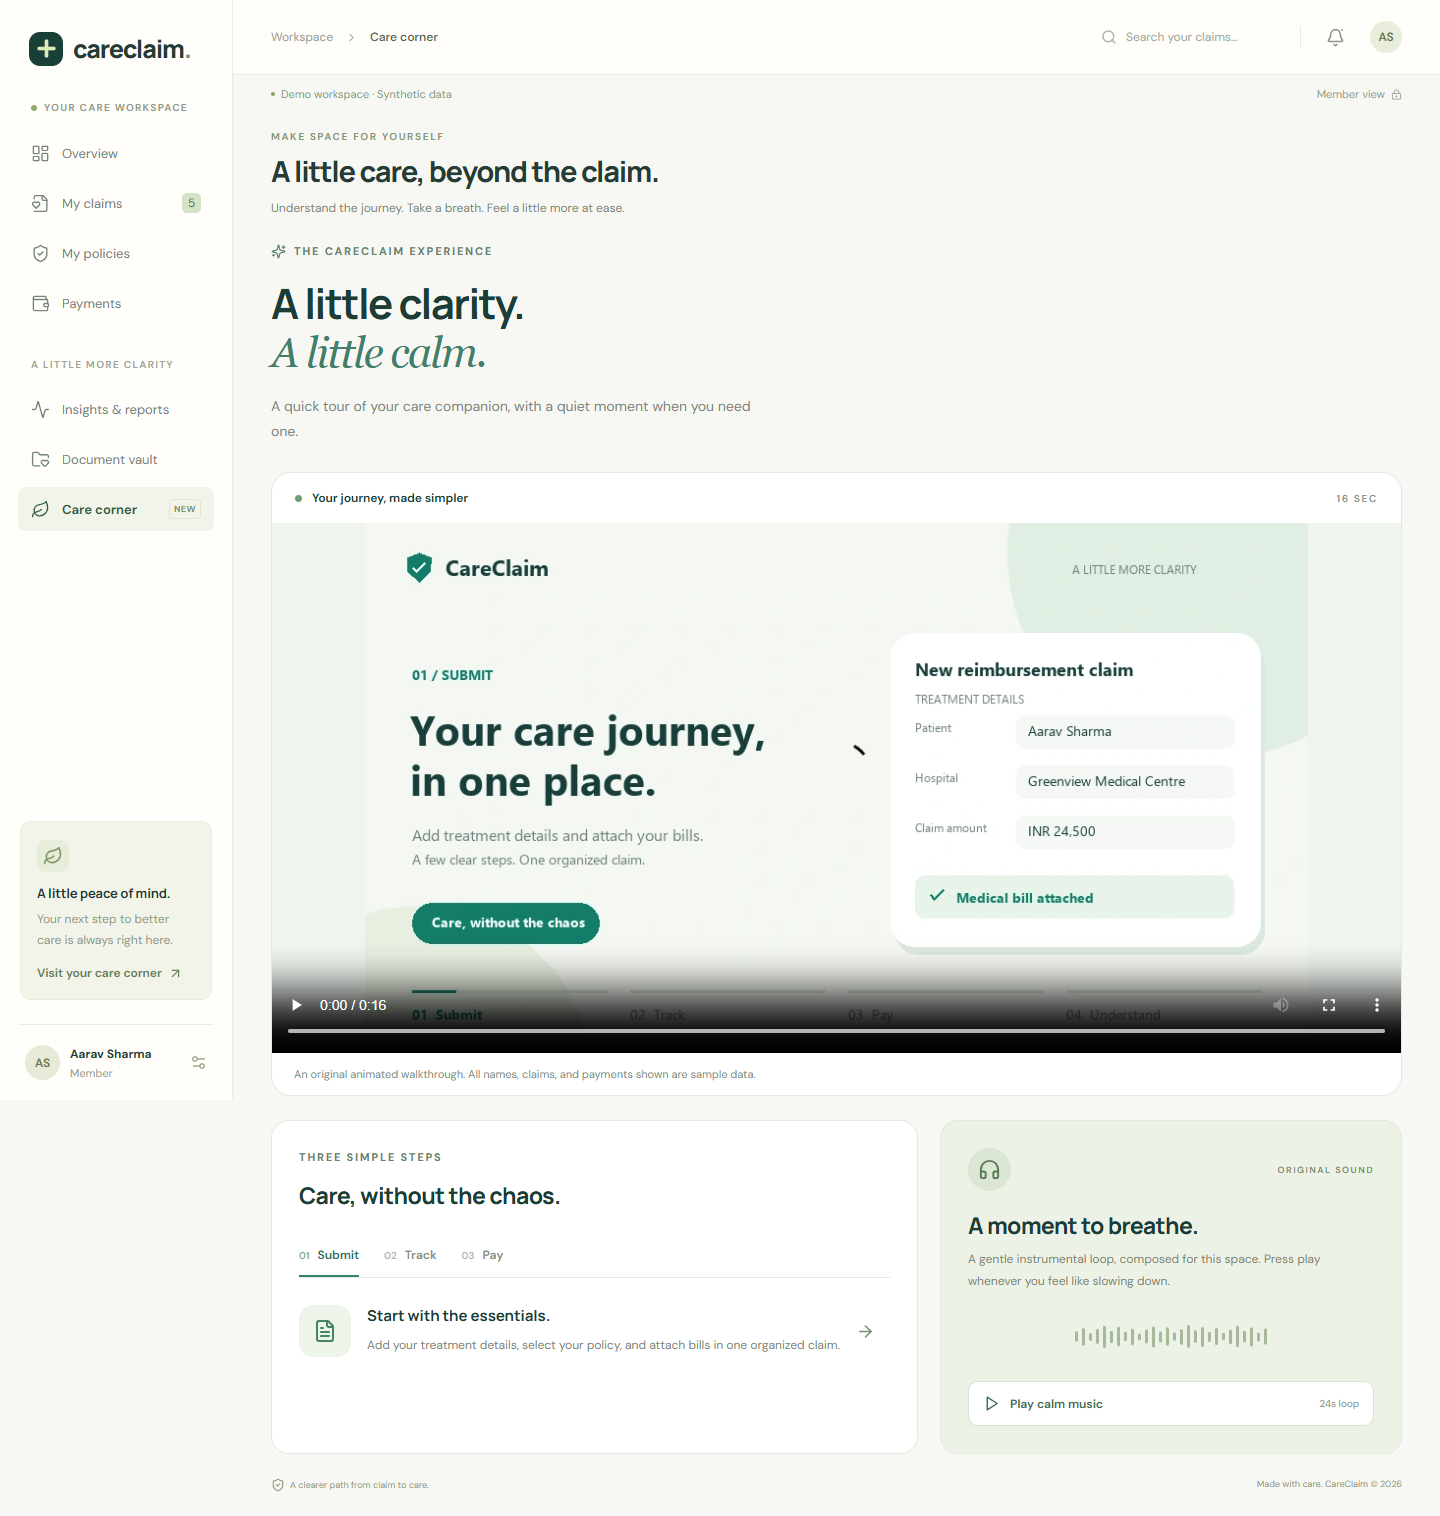 careclaim.
YOUR CARE WORKSPACE
Overview
My claims 5
My policies
Payments
A LITTLE MORE CLARITY
Insights & reports
Document vault
Care corner NEW
A little peace of mind.
Your next step to better
care is always right here.
Visit your care corner
AS Aarav Sharma
Member
Workspace Care corner
Search your claims...
AS
Demo workspace · Synthetic data
Member view
MAKE SPACE FOR YOURSELF
A little care, beyond the claim.
Understand the journey. Take a breath. Feel a little more at ease.
THE CARECLAIM EXPERIENCE
A little clarity.
A little calm.
A quick tour of your care companion, with a quiet moment when you need
one.
Your journey, made simpler
16 SEC
CareClaim
A LITTLE MORE CLARITY
01 / SUBMIT
Your care journey,
in one place.
Add treatment details and attach your bills.
A few clear steps. One organized claim.
Care, without the chaos
New reimbursement claim
TREATMENT DETAILS
Patient Aarav Sharma
Hospital Greenview Medical Centre
Claim amount INR 24,500
Medical bill attached
0:00 / 0:16
01 Submit 02 Track 03 Pay 04 Understand
An original animated walkthrough. All names, claims, and payments shown are sample data.
THREE SIMPLE STEPS
Care, without the chaos.
01 Submit 02 Track 03 Pay
Start with the essentials.
Add your treatment details, select your policy, and attach bills in one organized claim.
ORIGINAL SOUND
A moment to breathe.
A gentle instrumental loop, composed for this space. Press play
whenever you feel like slowing down.
Play calm music 24s loop
A clearer path from claim to care.
Made with care. CareClaim © 2026